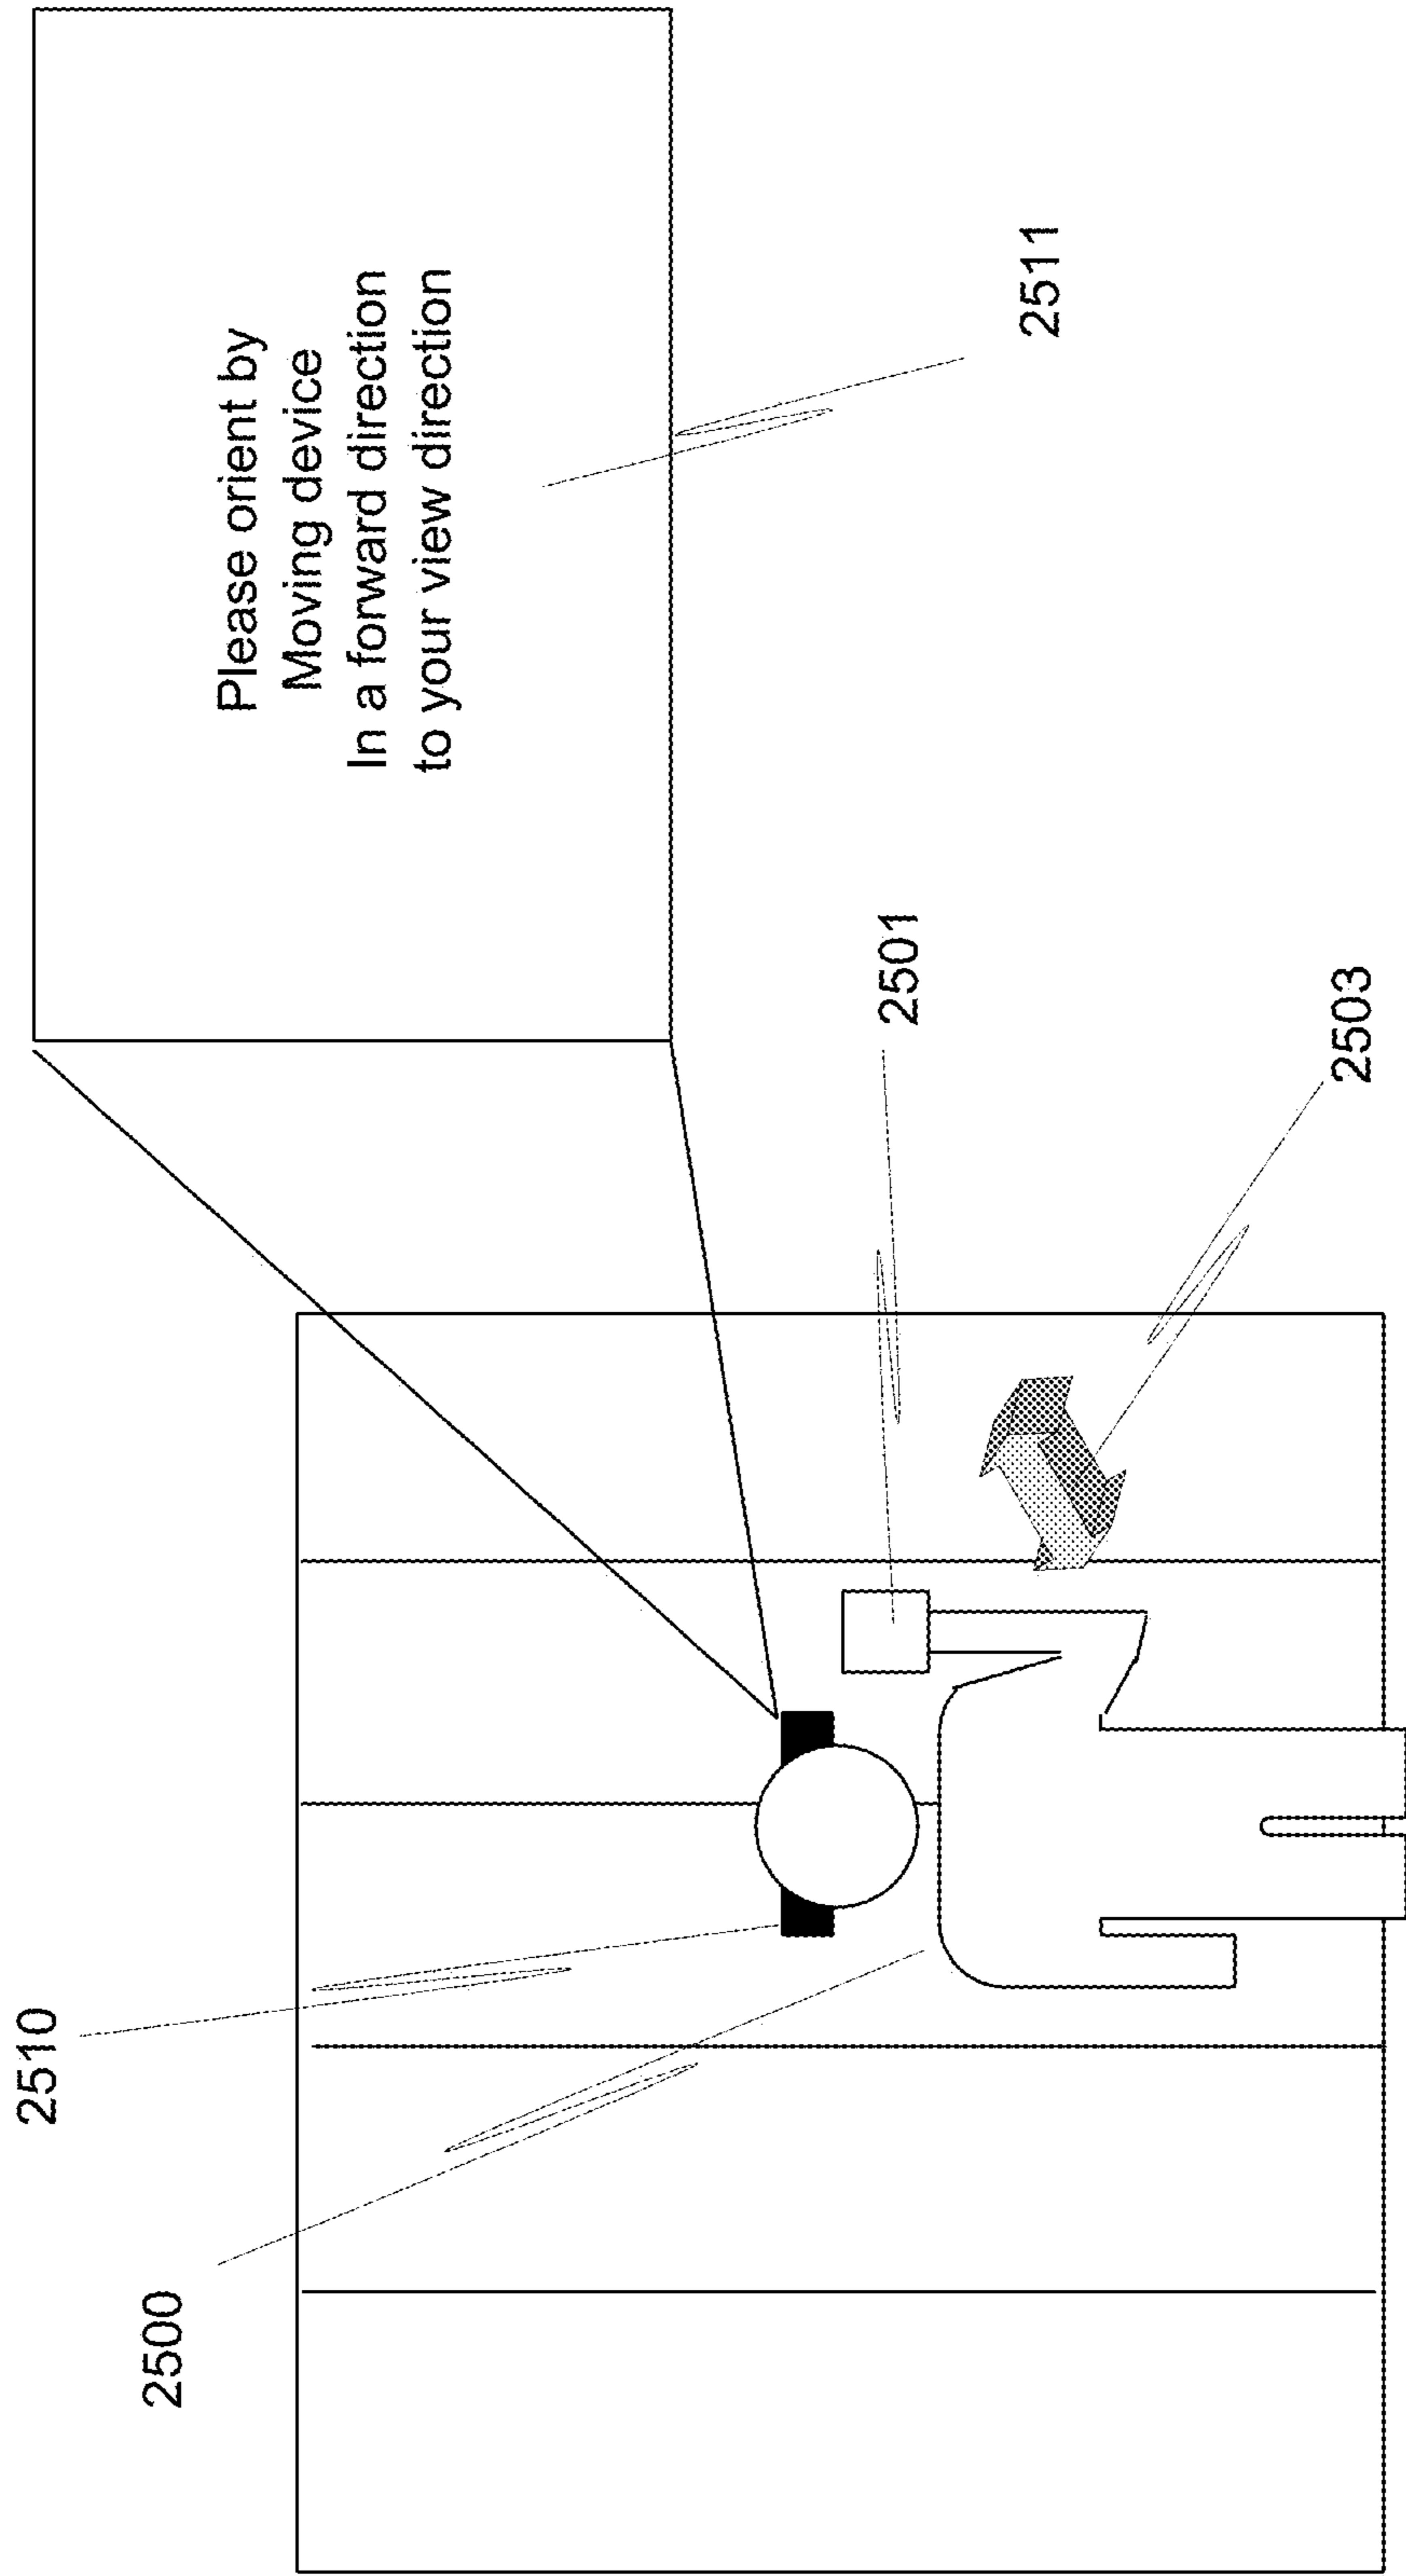 Please orient by
Moving device
In a forward direction
to your view direction
2510
2500
2511
2501
2503